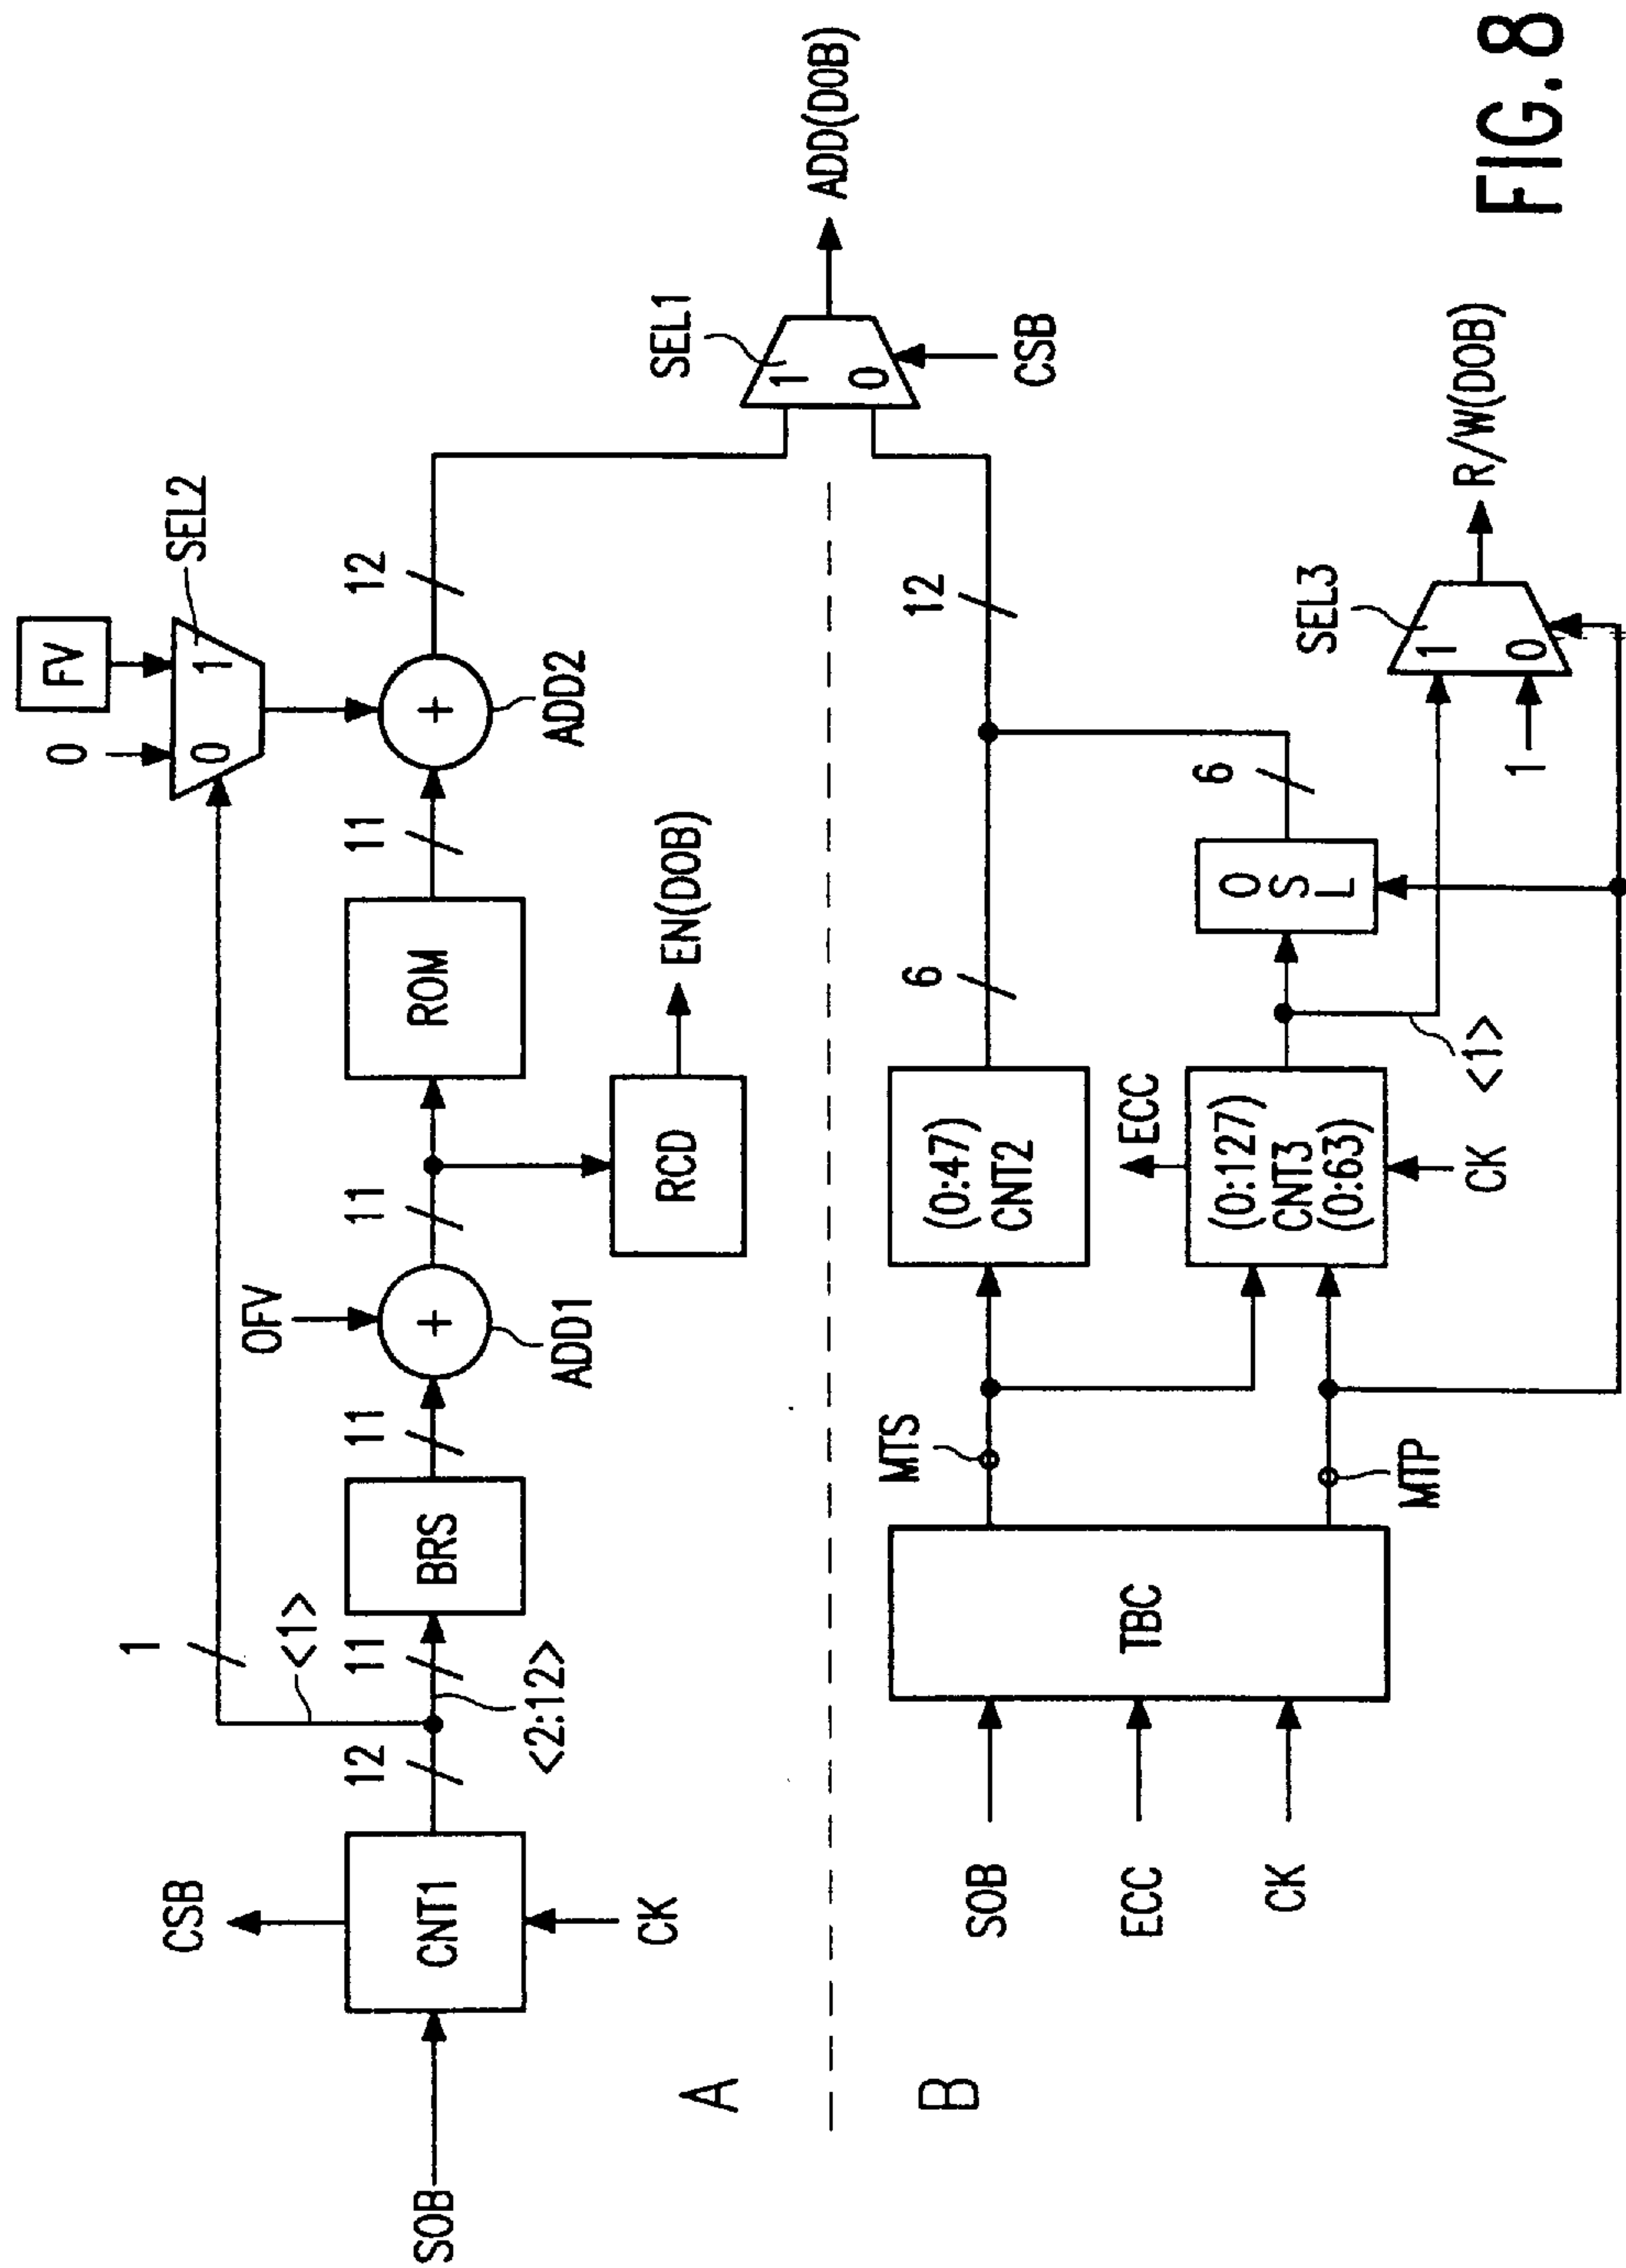 SOB
CSB
CNT1
CK
12
1
<1>
<2:12>
11
BRS
11
OFV
+
ADD1
11
RCD
EN(DOB)
ROM
11
0
FV
0 1
SEL2
+
ADD2
12
SEL1
1
0
CSB
ADD(DOB)
A
B
SOB
ECC
CK
TBC
MTS
MTP
(0:47)
CNT2
6
ECC
(0:127)
CNT3
(0:63)
CK
<1>
OSL
6
12
SEL3
1
0
1
R/W(DOB)
FIG. 8